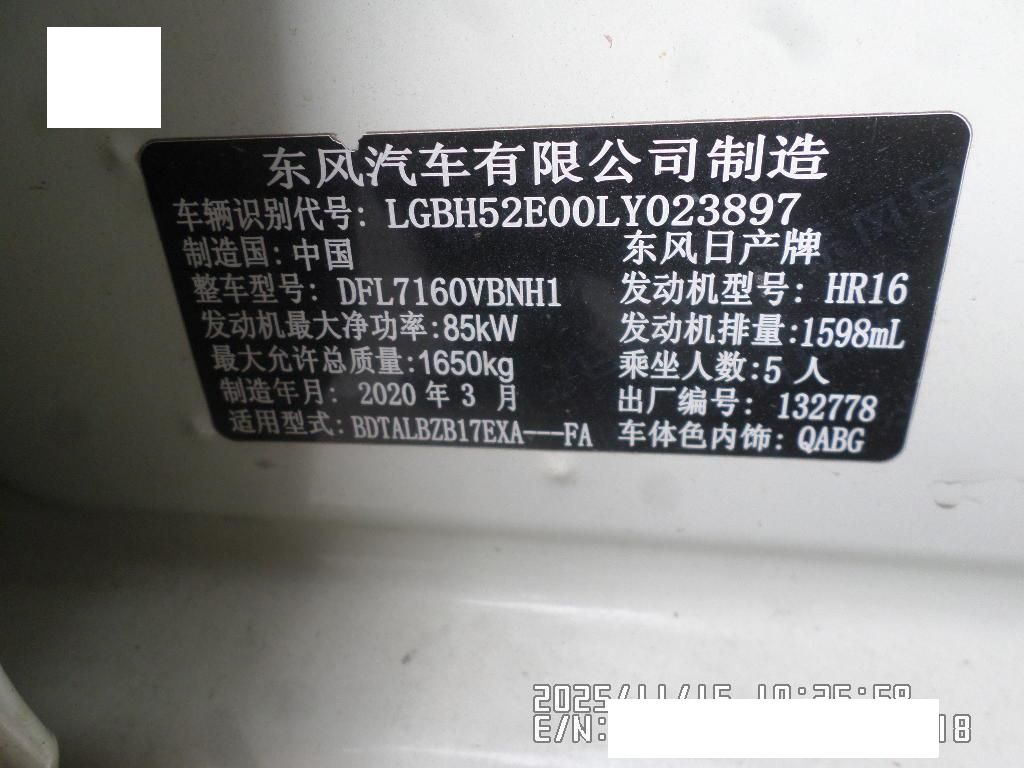 东风汽车有限公司制造
车辆识别代号: LGBH52E00LY023897
制造国: 中国 东风日产牌
整车型号: DFL7160VBNH1 发动机型号: HR16
发动机最大净功率:85kW 发动机排量:1598mL
最大允许总质量:1650kg 乘坐人数:5 人
制造年月: 2020 年 3 月 出厂编号: 132778
适用型式: BDTALBZB17EXA---FA 车体色内饰: QABG
2025/11/15 10:25:58
E/N: 18